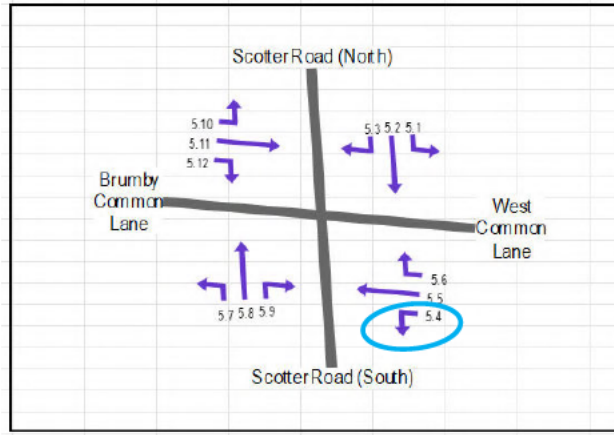 Scotter Road (North)
5.10
5.11
5.12
5.3 5.2 5.1
Brumby
Common
Lane
West
Common
Lane
5.6
5.5
5.4
5.7 5.8 5.9
Scotter Road (South)